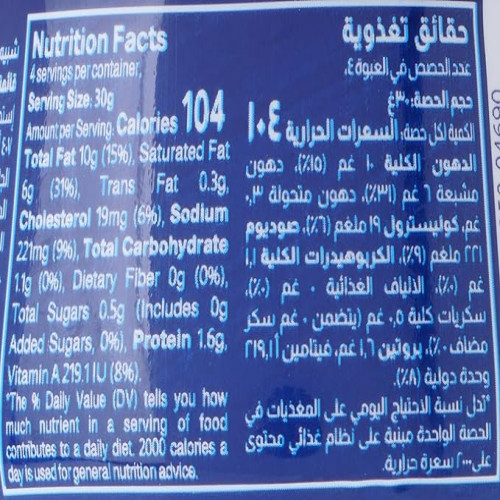 Nutrition Facts
4 servings per container,
Serving Size: 30g
Amount per Serving: Calories 104
Total Fat 10g (15%), Saturated Fat
6g (31%), Trans Fat 0.3g,
Cholesterol 19mg (6%), Sodium
221mg (9%), Total Carbohydrate
1.1g (0%), Dietary Fiber 0g (0%),
Total Sugars 0.5g (Includes 0g
Added Sugars, 0%), Protein 1.6g,
Vitamin A 219.1 IU (8%).
*The % Daily Value (DV) tells you how
much nutrient in a serving of food
contributes to a daily diet. 2000 calories a
day is used for general nutrition advice.
حقائق تغذوية
عدد الحصص في العبوة ٤،
حجم الحصة: ٣٠غ
الكمية لكل حصة: السعرات الحرارية ١٠٤
الدهون الكلية ١٠ غم (١٥٪)، دهون
مشبعة ٦ غم (٣١٪)، دهون متحولة ٠,٣
غم، كوليسترول ١٩ ملغم (٦٪)، صوديوم
٢٢١ ملغم (٩٪)، الكربوهيدرات الكلية ١,١
غم (٠٪)، الألياف الغذائية ٠ غم (٠٪)،
سكريات كلية ٠,٥ غم (يتضمن ٠ غم سكر
مضاف ٠٪)، بروتين ١,٦ غم، فيتامين أ ٢١٩,١
وحدة دولية (٨٪).
*تدل نسبة الاحتياج اليومي على المغذيات في
الحصة الواحدة مبنية على نظام غذائي محتوى
على ٢٠٠٠ سعرة حرارية.